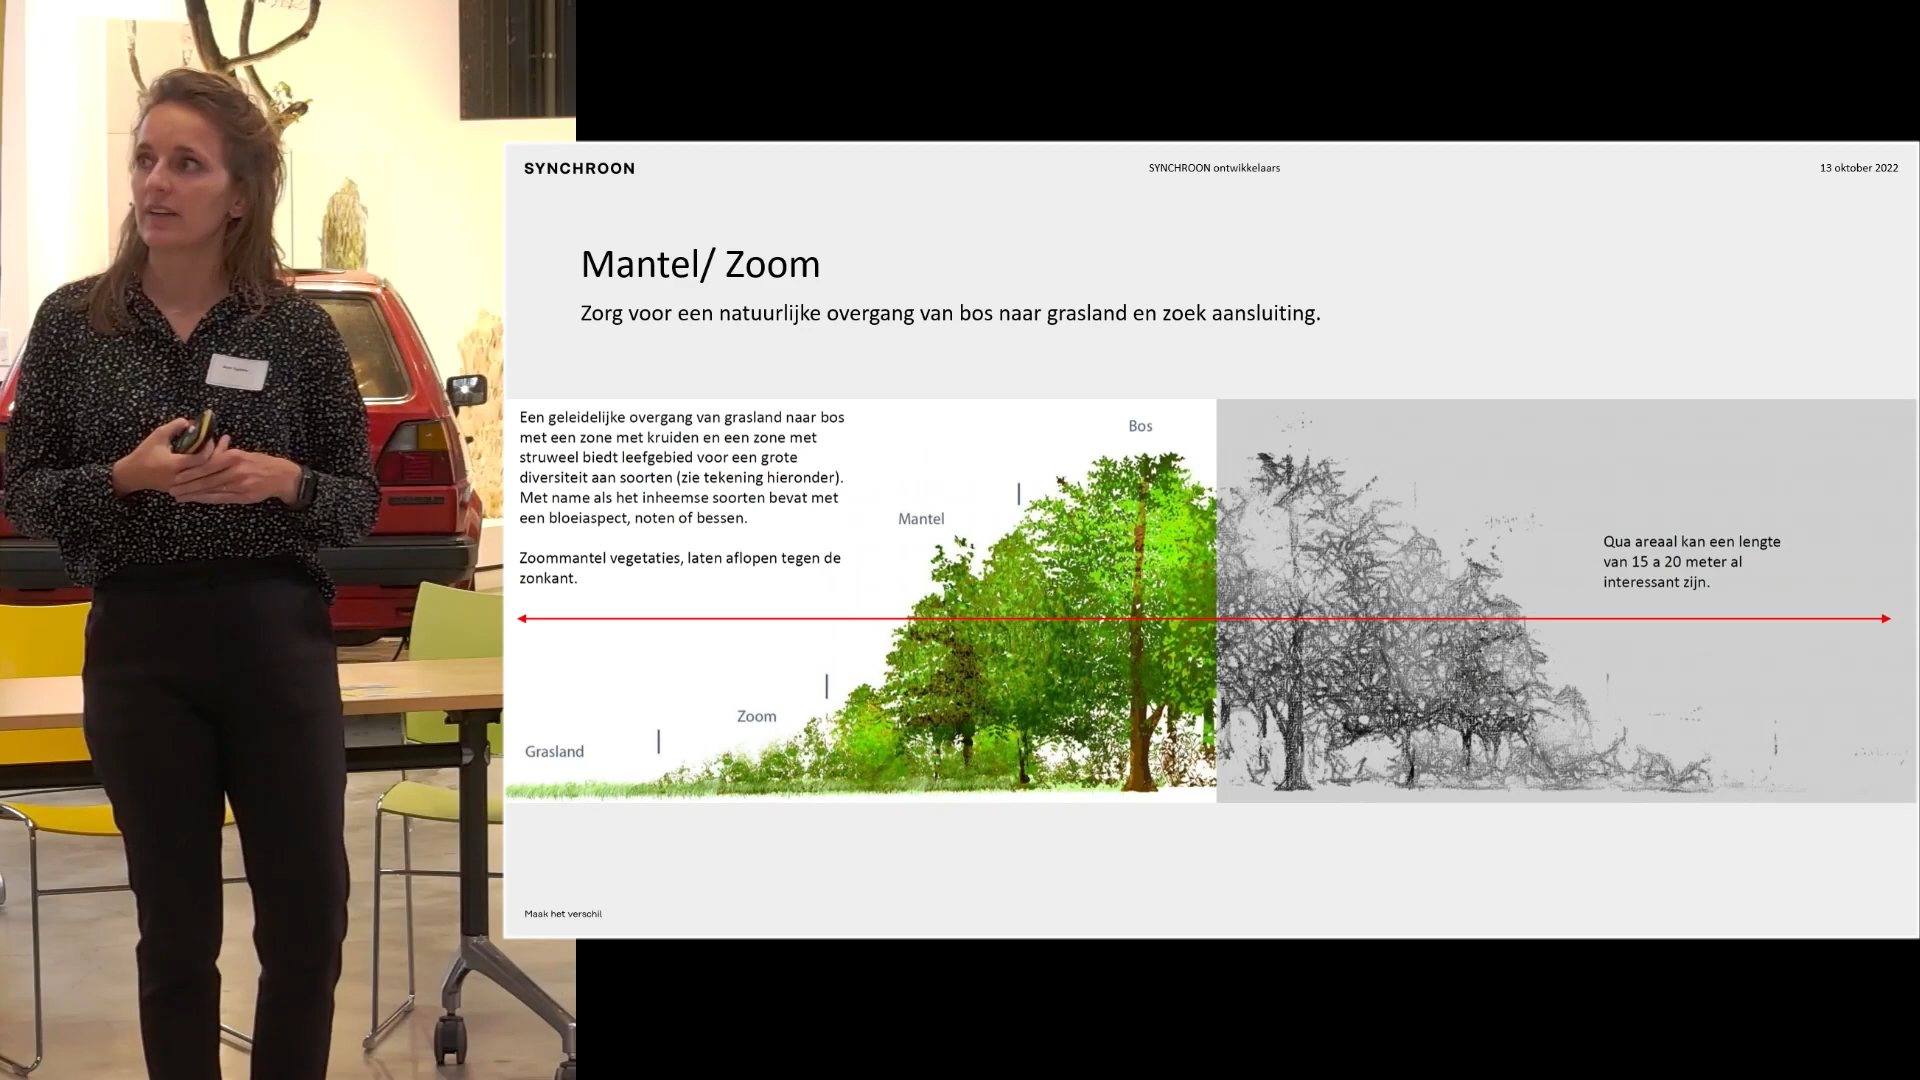 SYNCHROON
SYNCHROON ontwikkelaars
13 oktober 2022
Mantel/ Zoom
Zorg voor een natuurlijke overgang van bos naar grasland en zoek aansluiting.
Een geleidelijke overgang van grasland naar bos
met een zone met kruiden en een zone met
struweel biedt leefgebied voor een grote
diversiteit aan soorten (zie tekening hieronder).
Met name als het inheemse soorten bevat met
een bloeiaspect, noten of bessen.
Zoommantel vegetaties, laten aflopen tegen de
zonkant.
Bos
Mantel
Zoom
Grasland
Qua areaal kan een lengte
van 15 a 20 meter al
interessant zijn.
Maak het verschil